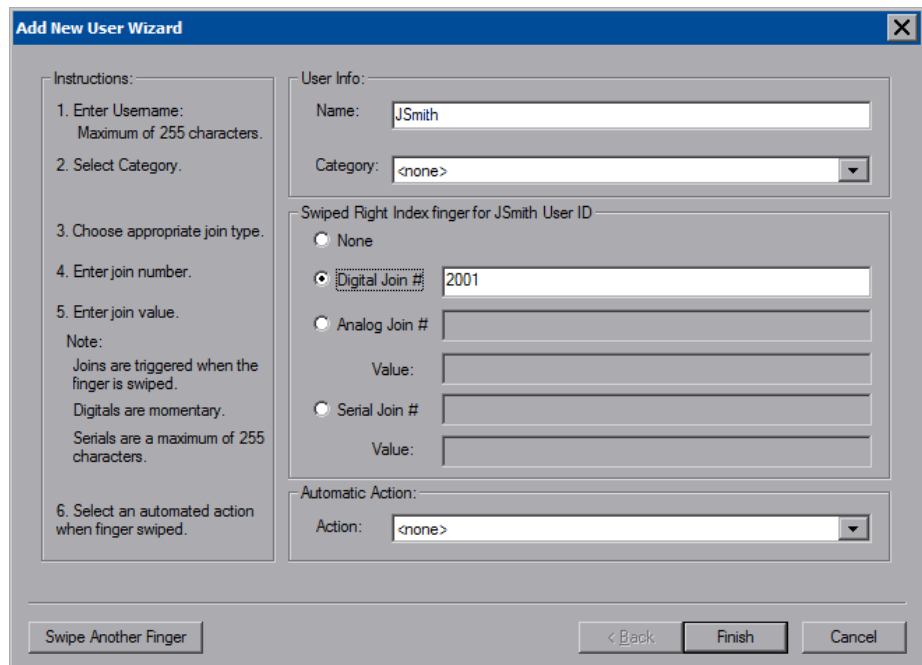 Add New User Wizard
Instructions:
1. Enter Username:
Maximum of 255 characters.
2. Select Category.
3. Choose appropriate join type.
4. Enter join number.
5. Enter join value.
Note:
Joins are triggered when the
finger is swiped.
Digitals are momentary.
Serials are a maximum of 255
characters.
6. Select an automated action
when finger swiped.
User Info:
Name: JSmith
Category: <none>
Swiped Right Index finger for JSmith User ID
None
Digital Join # 2001
Analog Join #
Value:
Serial Join #
Value:
Automatic Action:
Action: <none>
Swipe Another Finger
< Back
Finish
Cancel